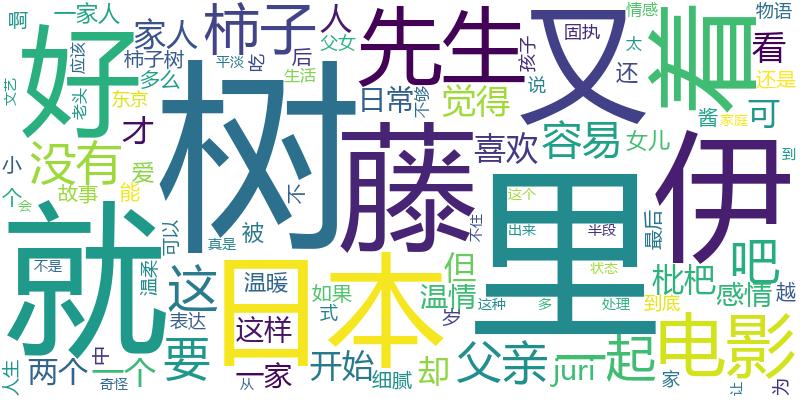 啊
一家人
柿子
先生
又
情感
物语
家人
人
固执
着
好
父女
太
看
文艺
应该
柿子树
平淡
吃
后
孩子
说
还
还是
老头
多么
生活
东京
日常
不够
觉得
酱
家庭
可
才
树
藤
喜欢
容易
女儿
伊
没有
爱
小
个
故事
能
不
里
到
会
就
可以
被
这个
真是
日本
不住
出来
半段
最后
吧
这
不是
温柔
温暖
但
状态
枇杷
感情
越
如果
温情
这种
多
处理
到底
表达
这样
式
岁
电影
要
父亲
一起
人生
两个
中
一个
一家
开始
却
juri
家
为
奇怪
从
细腻
让